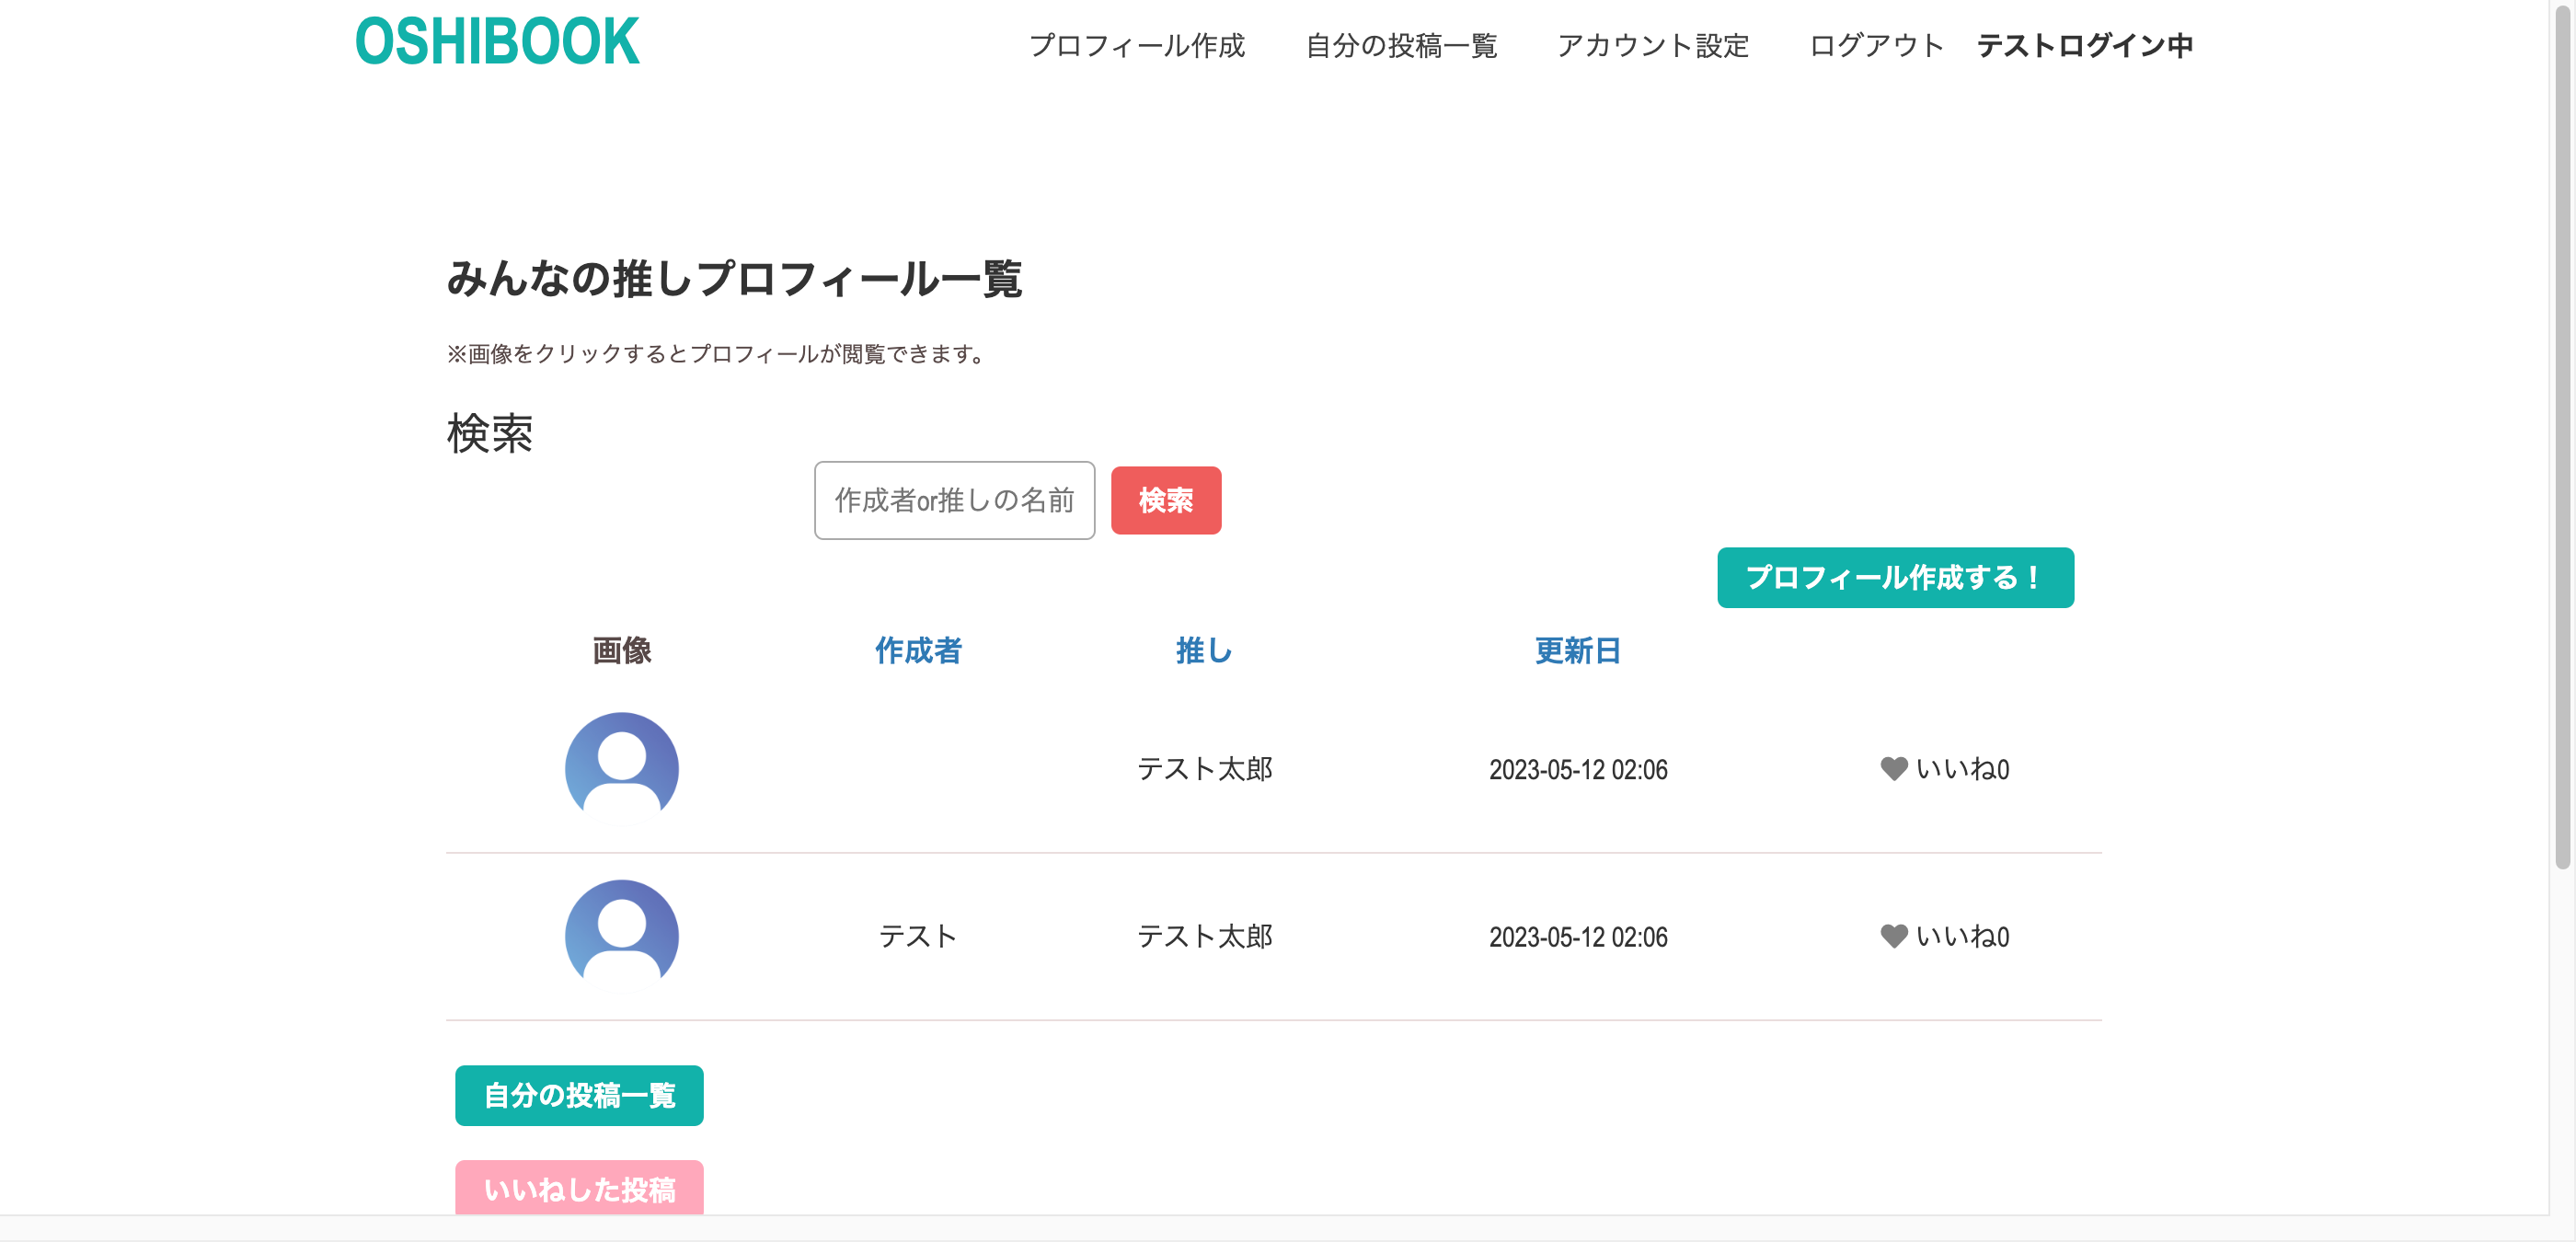 OSHIBOOK プロフィール作成 自分の投稿一覧 アカウント設定 ログアウト テストログイン中
みんなの推しプロフィール一覧
※画像をクリックするとプロフィールが閲覧できます。
検索
作成者or推しの名前 検索
プロフィール作成する！
画像 作成者 推し 更新日
テスト太郎 2023-05-12 02:06 いいね0
テスト テスト太郎 2023-05-12 02:06 いいね0
自分の投稿一覧
いいねした投稿